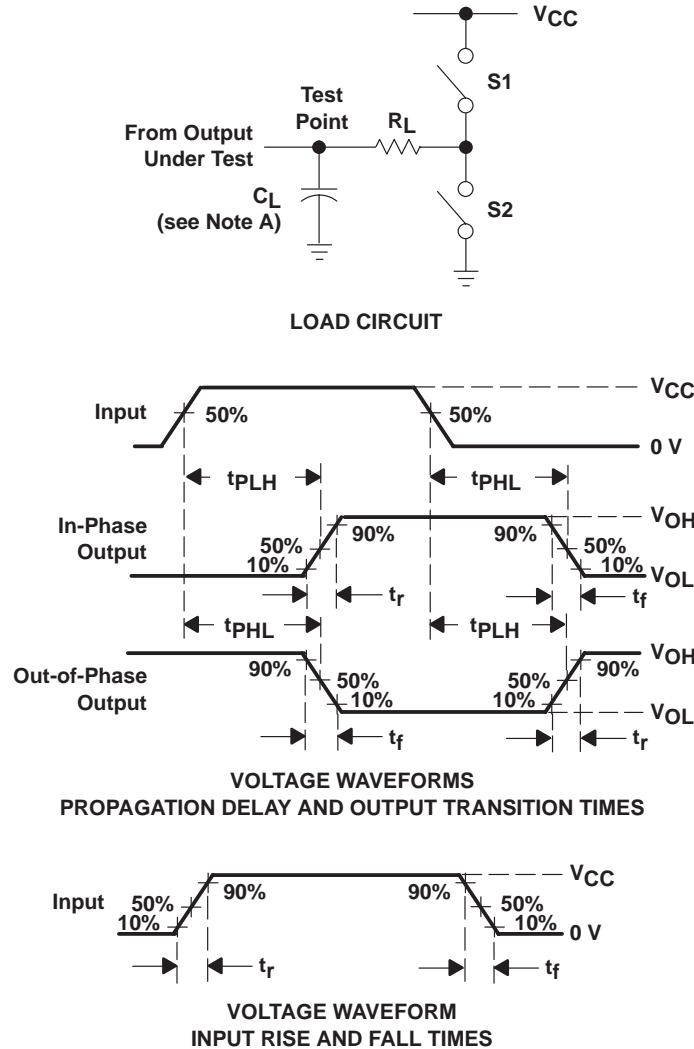 VCC
S1
Test
Point
RL
From Output
Under Test
CL
(see Note A)
S2
LOAD CIRCUIT
VCC
Input
50%
50%
0 V
tPLH
tPHL
VOH
In-Phase
Output
90%
90%
50%
50%
10%
10%
VOL
tr
tf
tPHL
tPLH
VOH
Out-of-Phase
Output
90%
90%
50%
50%
10%
10%
VOL
tf
tr
VOLTAGE WAVEFORMS
PROPAGATION DELAY AND OUTPUT TRANSITION TIMES
VCC
Input
90%
90%
50%
50%
10%
10%
0 V
tr
tf
VOLTAGE WAVEFORM
INPUT RISE AND FALL TIMES